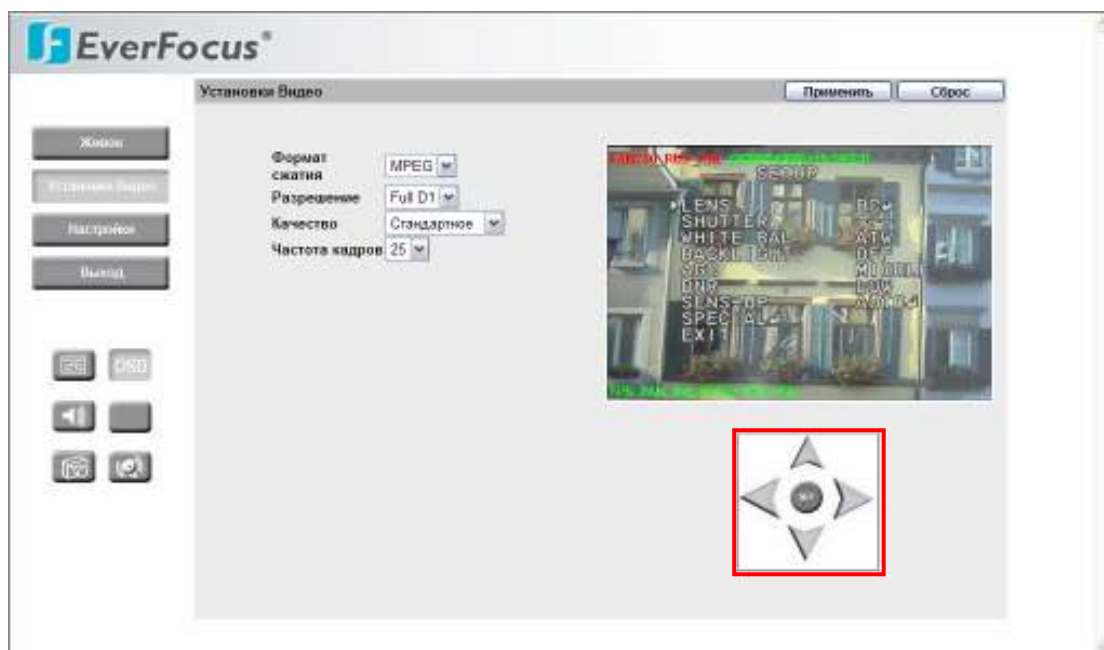 EverFocus®
Установки Видео
Применить
Сброс
Живое
Установки Видео
Настройки
Выход
Формат сжатия
MPEG
Разрешение
Full D1
Качество
Стандартное
Частота кадров
25
OSD
SETUP
LENS DC
SHUTTER
WHITE BAL ATW
BACKLIGHT OFF
AGC MIDDLE
DNR LOW
SENS-UP AUTO
SPECIAL
EXIT